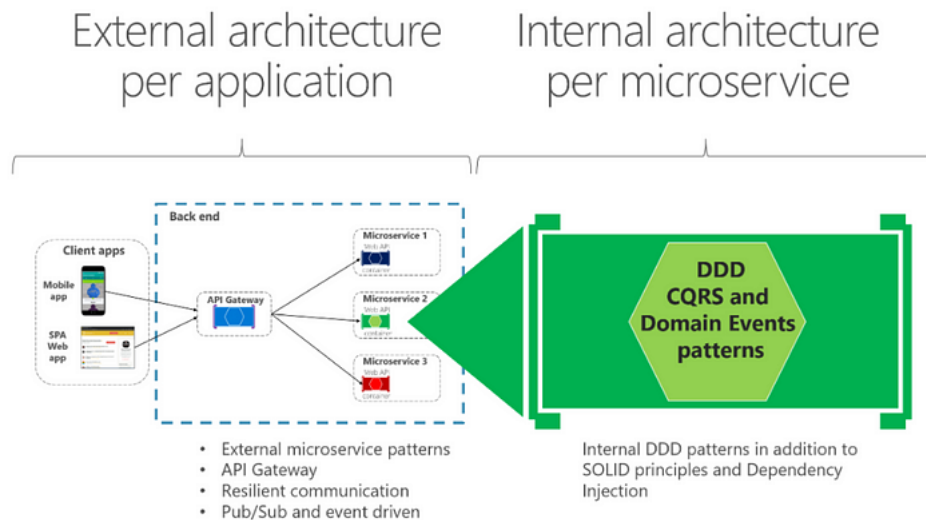 External architecture
per application
Internal architecture
per microservice
Back end
Client apps
Mobile
app
SPA
Web
app
API Gateway
Microservice 1
Web API
container
Microservice 2
Web API
container
Microservice 3
Web API
container
DDD
CQRS and
Domain Events
patterns
• External microservice patterns
• API Gateway
• Resilient communication
• Pub/Sub and event driven
Internal DDD patterns in addition to
SOLID principles and Dependency
Injection